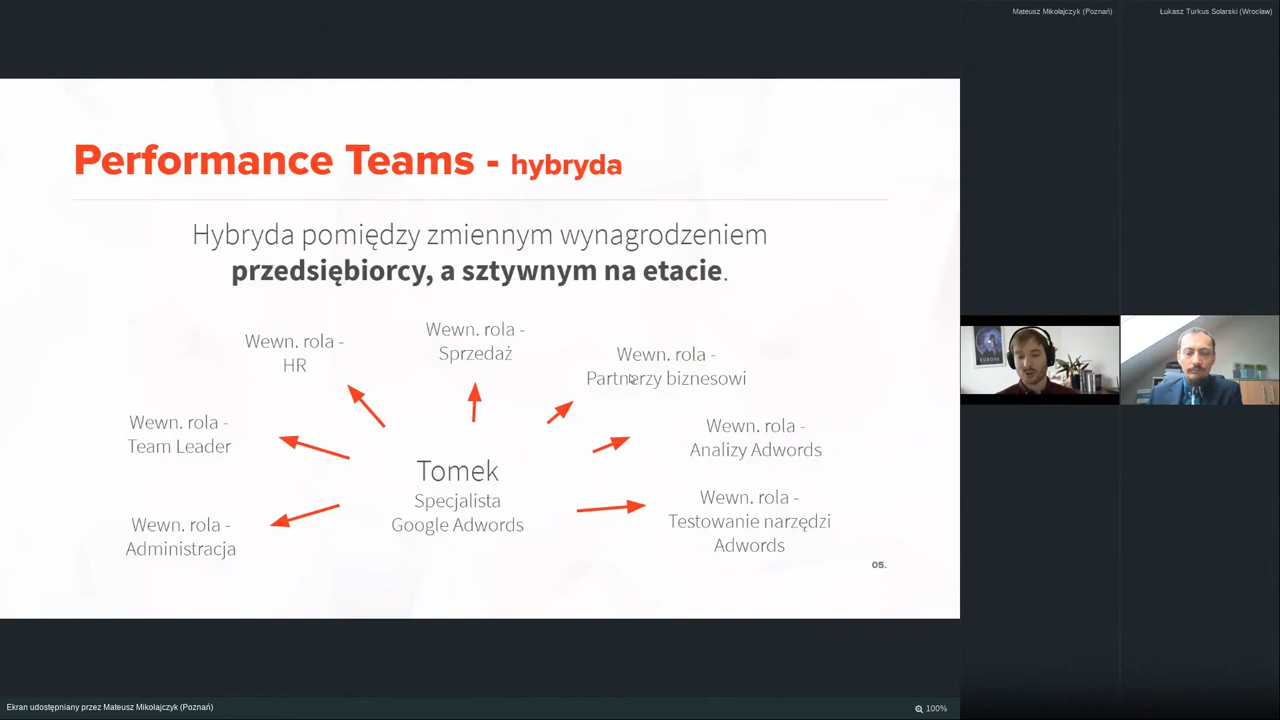 Mateusz Mikołajczyk (Poznań)
Łukasz Turkus Solarski (Wrocław)
Performance Teams - hybryda
Hybryda pomiędzy zmiennym wynagrodzeniem
przedsiębiorcy, a sztywnym na etacie.
Wewn. rola -
HR
Wewn. rola -
Sprzedaż
Wewn. rola -
Partnerzy biznesowi
Wewn. rola -
Team Leader
Wewn. rola -
Analizy Adwords
Tomek
Specjalista
Google Adwords
Wewn. rola -
Administracja
Wewn. rola -
Testowanie narzędzi
Adwords
05.
EUROPA
Ekran udostępniany przez Mateusz Mikołajczyk (Poznań)
100%